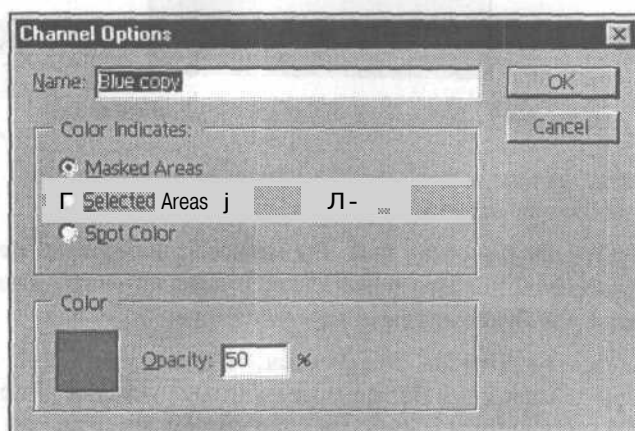 Channel Options
Name: Blue copy
OK
Color Indicates:
Cancel
Masked Areas
Г Selected Areas j Л -
Spot Color
Color
Opacity: 50 %